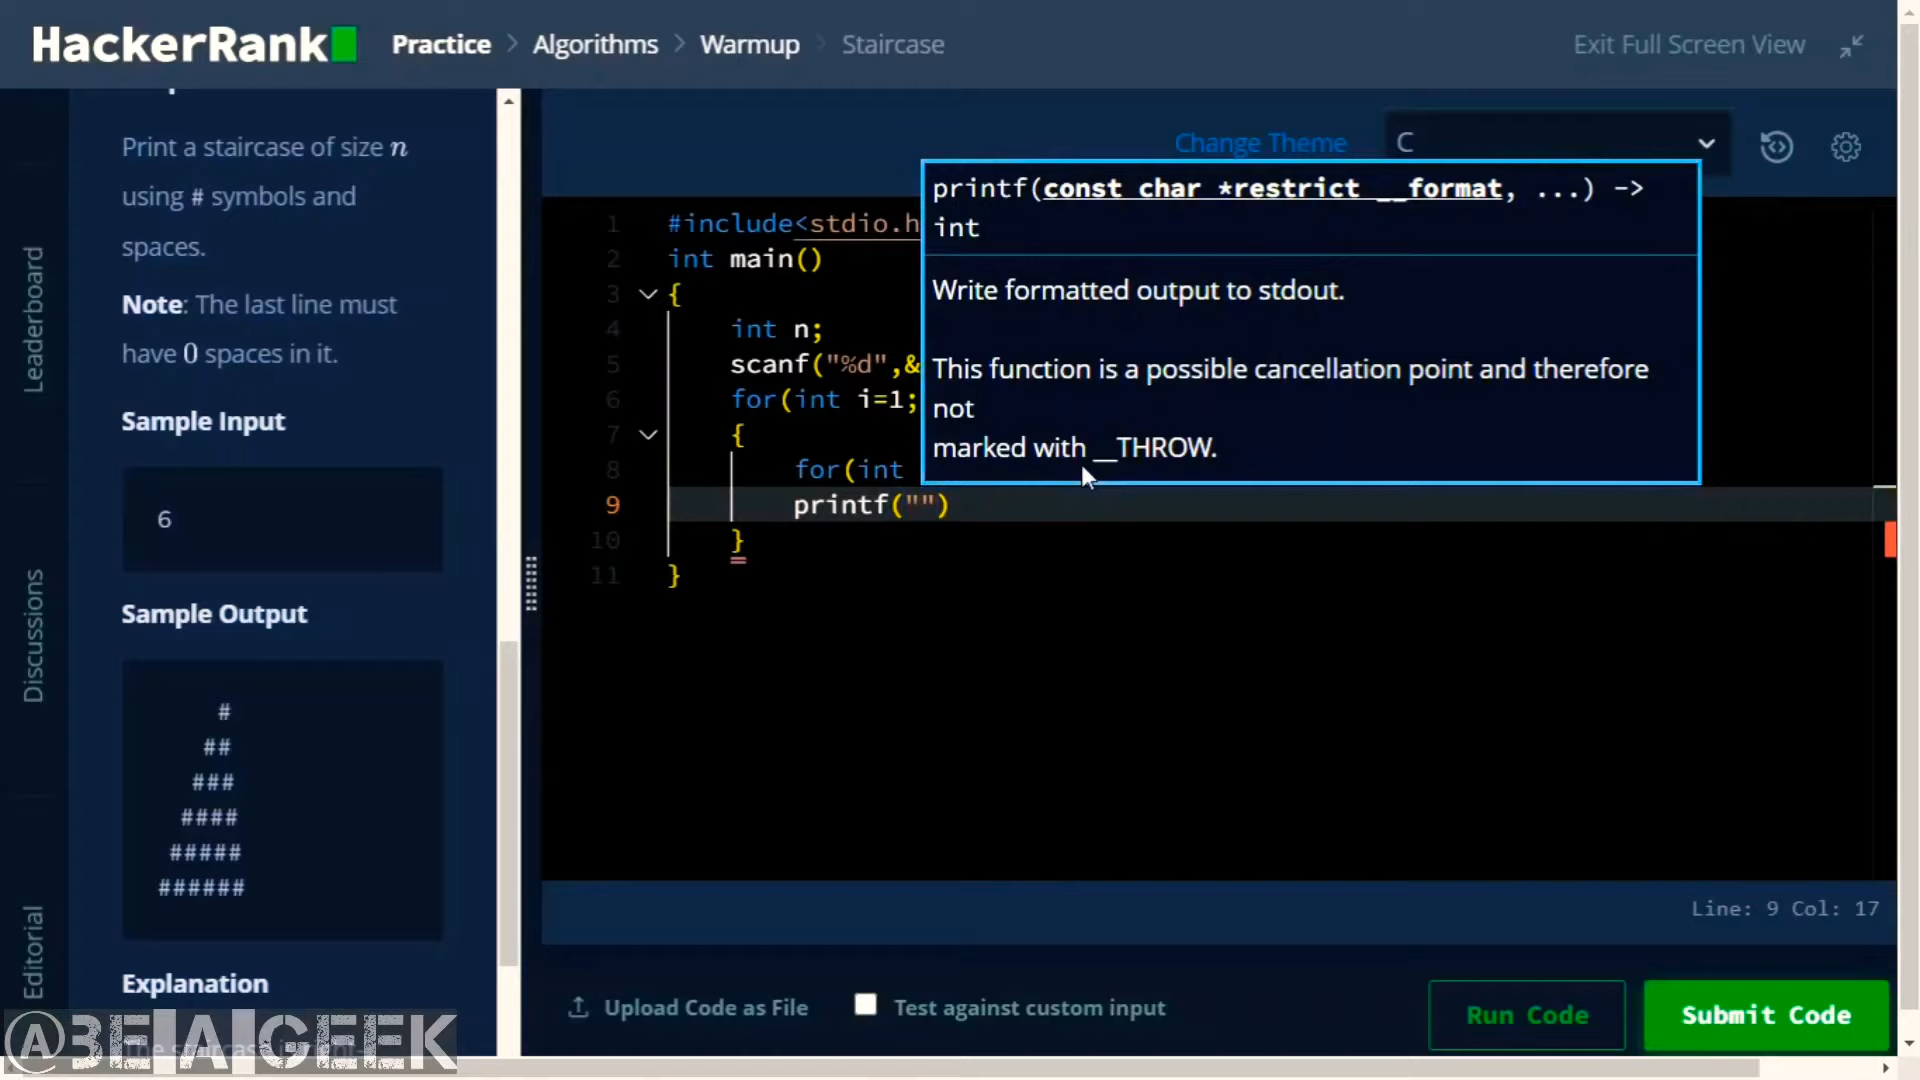 HackerRank Practice > Algorithms > Warmup > Staircase Exit Full Screen View
Print a staircase of size n
using # symbols and
spaces.
Note: The last line must
have 0 spaces in it.
Sample Input
6
Sample Output
#
##
###
####
#####
######
Explanation
Leaderboard
Discussions
Editorial
@BE A GEEK
Change Theme C
1 #include<stdio.h
2 int main()
3 {
4 int n;
5 scanf("%d",&
6 for(int i=1;
7 {
8 for(int
9 printf("")
10 }
11 }
printf(const char *restrict __format, ...) ->
int
Write formatted output to stdout.
This function is a possible cancellation point and therefore
not
marked with __THROW.
Line: 9 Col: 17
Upload Code as File Test against custom input Run Code Submit Code